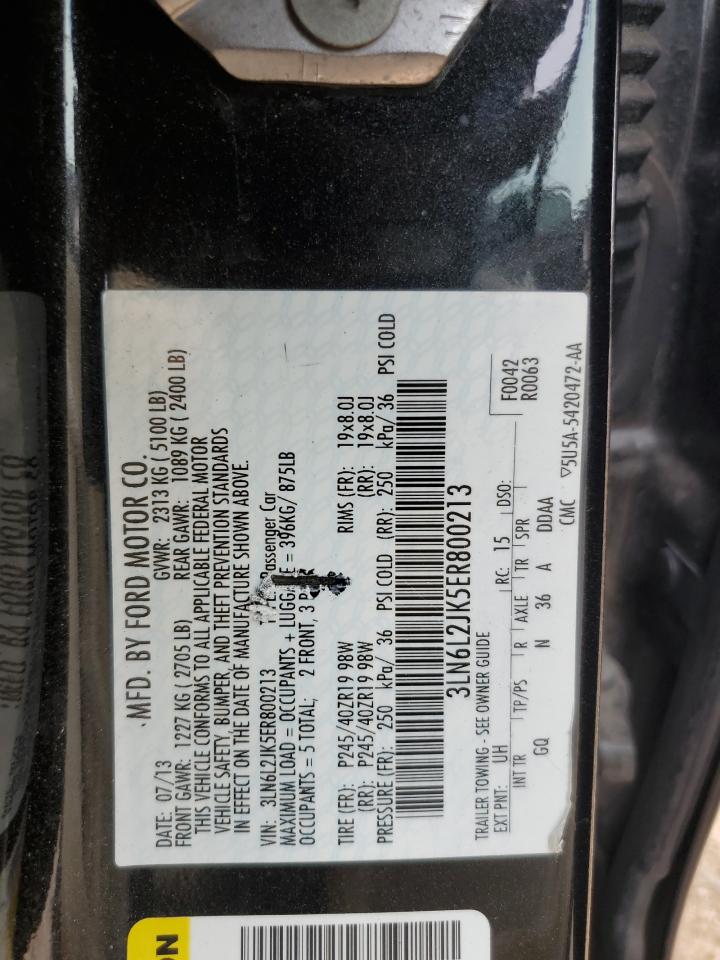 MFD. BY FORD MOTOR CO.
DATE: 07/13 GVWR: 2313 KG ( 5100 LB)
FRONT GAWR: 1227 KG ( 2705 LB) REAR GAWR: 1089 KG ( 2400 LB)
THIS VEHICLE CONFORMS TO ALL APPLICABLE FEDERAL MOTOR
VEHICLE SAFETY, BUMPER, AND THEFT PREVENTION STANDARDS
IN EFFECT ON THE DATE OF MANUFACTURE SHOWN ABOVE.
VIN: 3LN6L2JK5ER800213 Passenger Car
MAXIMUM LOAD = OCCUPANTS + LUGGAGE = 396KG/ 875LB
OCCUPANTS = 5 TOTAL; 2 FRONT, 3
TIRE (FR): P245/40ZR19 98W RIMS (FR): 19x8.0J
(RR): P245/40ZR19 98W (RR): 19x8.0J
PRESSURE (FR): 250 kPa/ 36 PSI COLD (RR): 250 kPa/ 36 PSI COLD
3LN6L2JK5ER800213
TRAILER TOWING - SEE OWNER GUIDE F0042
EXT PNT: UH RC: 15 DSO: R0063
INT TR TP/PS R AXLE TR SPR
GQ N 36 A DDAA
CMC ▽5U5A-5420472-AA